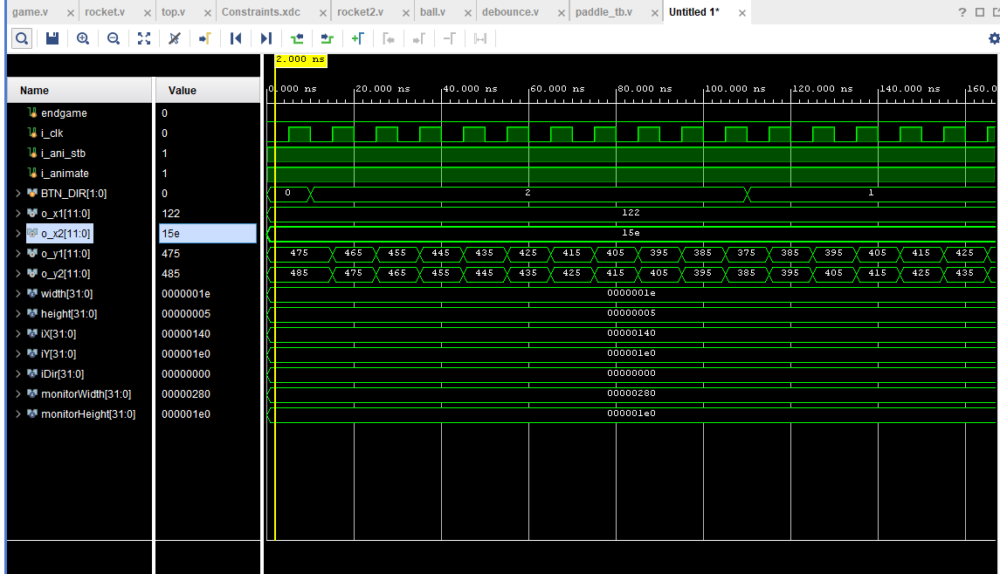 game.v rocket.v top.v Constraints.xdc rocket2.v ball.v debounce.v paddle_tb.v Untitled 1*
2.000 ns
Name Value
0.000 ns 20.000 ns 40.000 ns 60.000 ns 80.000 ns 100.000 ns 120.000 ns 140.000 ns 160.0
endgame 0
i_clk 0
i_ani_stb 1
i_animate 1
BTN_DIR[1:0] 0 0 2 1
o_x1[11:0] 122 122
o_x2[11:0] 15e 15e
o_y1[11:0] 475 475 465 455 445 435 425 415 405 395 385 375 385 395 405 415 425
o_y2[11:0] 485 485 475 465 455 445 435 425 415 405 395 385 395 405 415 425 435
width[31:0] 0000001e 0000001e
height[31:0] 00000005 00000005
iX[31:0] 00000140 00000140
iY[31:0] 000001e0 000001e0
iDir[31:0] 00000000 00000000
monitorWidth[31:0] 00000280 00000280
monitorHeight[31:0] 000001e0 000001e0